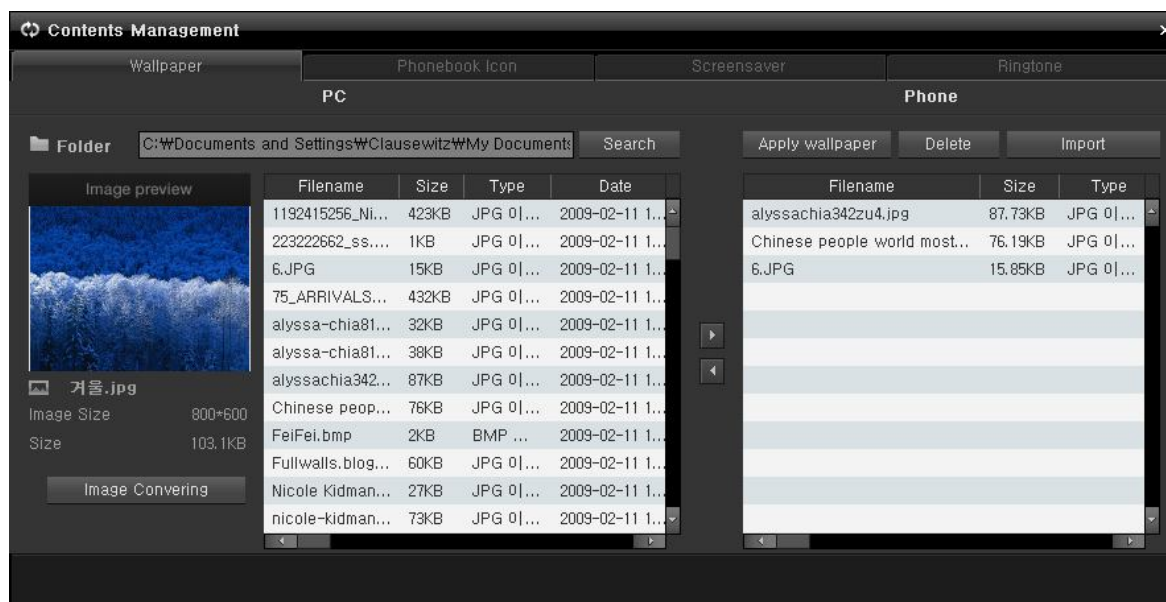 Contents Management
Wallpaper Phonebook Icon Screensaver Ringtone
PC Phone
Folder C:₩Documents and Settings₩Clausewitz₩My Documents Search Apply wallpaper Delete Import
Image preview Filename Size Type Date Filename Size Type
1192415256_Ni... 423KB JPG 이... 2009-02-11 1... alyssachia342zu4.jpg 87.73KB JPG 이...
223222662_ss.... 1KB JPG 이... 2009-02-11 1... Chinese people world most... 76.19KB JPG 이...
6.JPG 15KB JPG 이... 2009-02-11 1... 6.JPG 15.85KB JPG 이...
75_ARRIVALS... 432KB JPG 이... 2009-02-11 1...
alyssa-chia81... 32KB JPG 이... 2009-02-11 1...
alyssa-chia81... 38KB JPG 이... 2009-02-11 1...
alyssachia342... 87KB JPG 이... 2009-02-11 1...
겨울.jpg
Chinese peop... 76KB JPG 이... 2009-02-11 1...
Image Size 800*600
FeiFei.bmp 2KB BMP ... 2009-02-11 1...
Size 103.1KB
Fullwalls.blog... 60KB JPG 이... 2009-02-11 1...
Image Convering Nicole Kidman... 27KB JPG 이... 2009-02-11 1...
nicole-kidman... 73KB JPG 이... 2009-02-11 1...